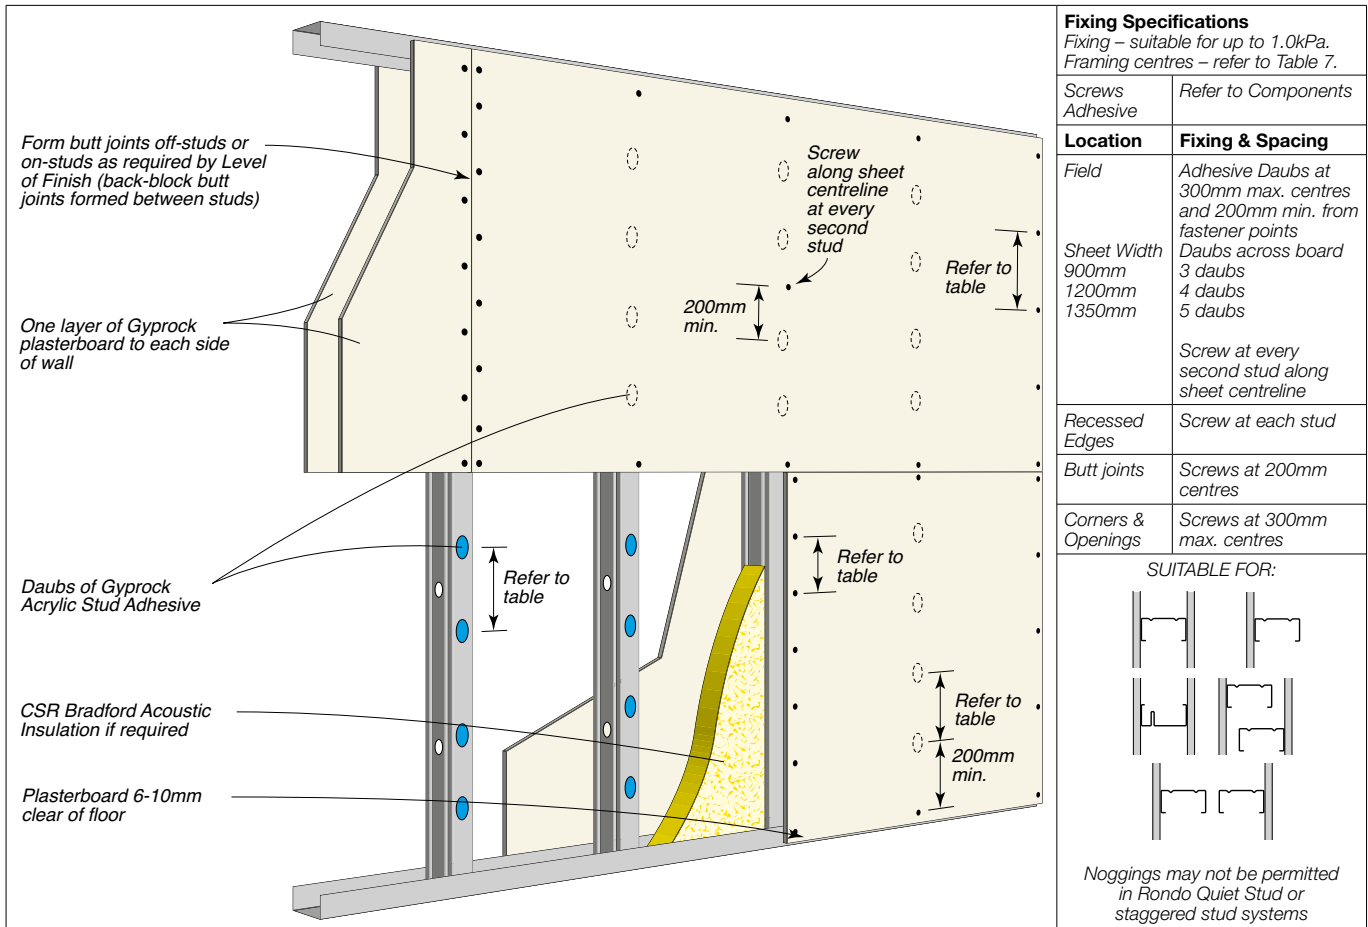 Form butt joints off-studs or
on-studs as required by Level
of Finish (back-block butt
joints formed between studs)
One layer of Gyprock
plasterboard to each side
of wall
Daubs of Gyprock
Acrylic Stud Adhesive
CSR Bradford Acoustic
Insulation if required
Plasterboard 6-10mm
clear of floor
Screw
along sheet
centreline
at every
second
stud
200mm
min.
Refer to
table
Refer to
table
Refer to
table
Refer to
table
200mm
min.
Fixing Specifications
Fixing – suitable for up to 1.0kPa.
Framing centres – refer to Table 7.
Screws Refer to Components
Adhesive
Location Fixing & Spacing
Field Adhesive Daubs at
300mm max. centres
and 200mm min. from
fastener points
Sheet Width Daubs across board
900mm 3 daubs
1200mm 4 daubs
1350mm 5 daubs
Screw at every
second stud along
sheet centreline
Recessed Screw at each stud
Edges
Butt joints Screws at 200mm
centres
Corners & Screws at 300mm
Openings max. centres
SUITABLE FOR:
Noggings may not be permitted
in Rondo Quiet Stud or
staggered stud systems